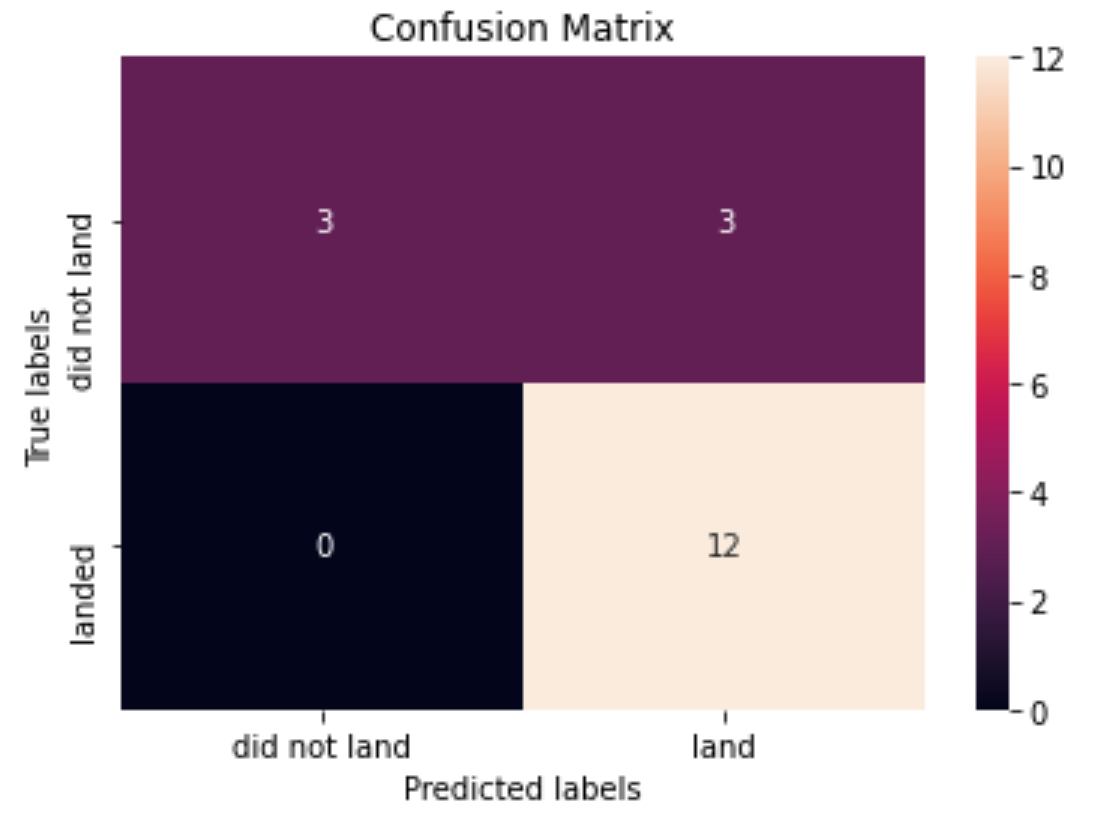 Confusion Matrix
True labels
did not land
landed
3
3
0
12
did not land
land
Predicted labels
12
10
8
6
4
2
0